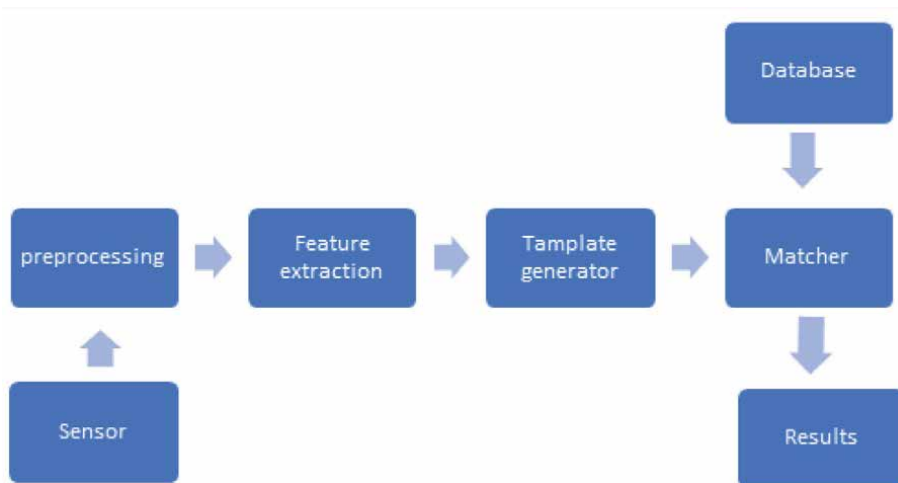 Database
preprocessing
Feature
extraction
Tamplate
generator
Matcher
Sensor
Results